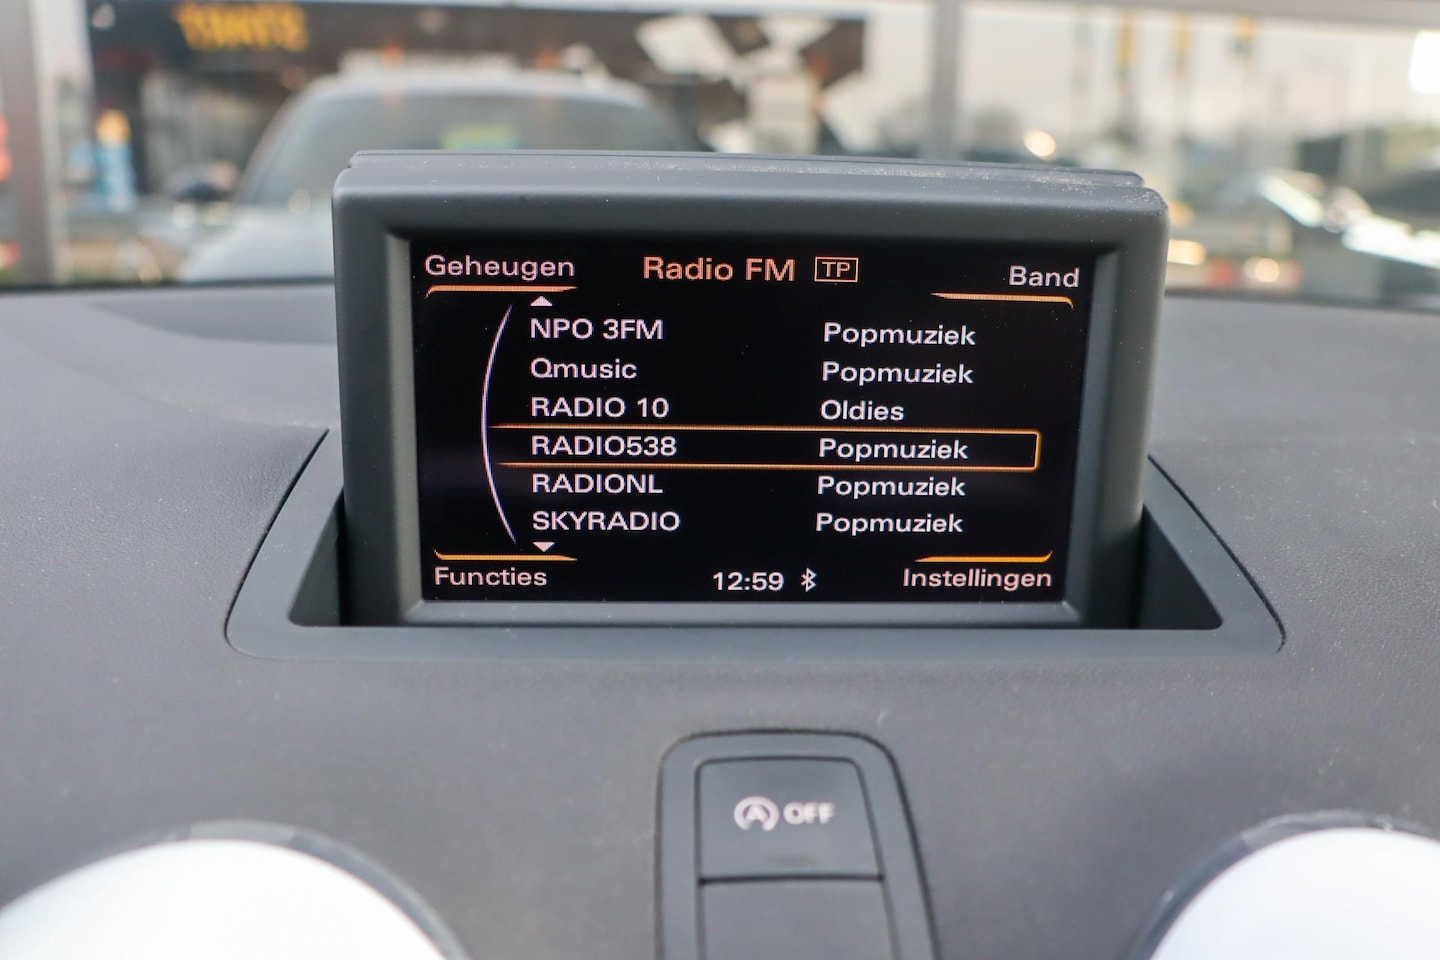 Geheugen Radio FM TP Band
NPO 3FM Popmuziek
Qmusic Popmuziek
RADIO 10 Oldies
RADIO538 Popmuziek
RADIONL Popmuziek
SKYRADIO Popmuziek
Functies 12:59 Instellingen
A OFF